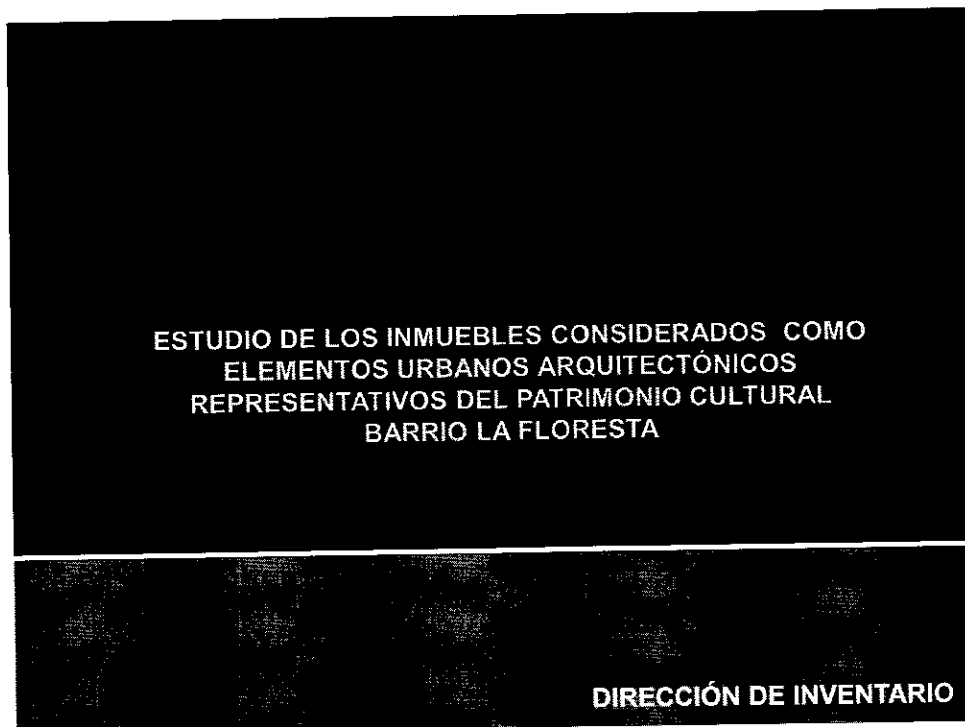 ESTUDIO DE LOS INMUEBLES CONSIDERADOS COMO
ELEMENTOS URBANOS ARQUITECTÓNICOS
REPRESENTATIVOS DEL PATRIMONIO CULTURAL
BARRIO LA FLORESTA
DIRECCIÓN DE INVENTARIO